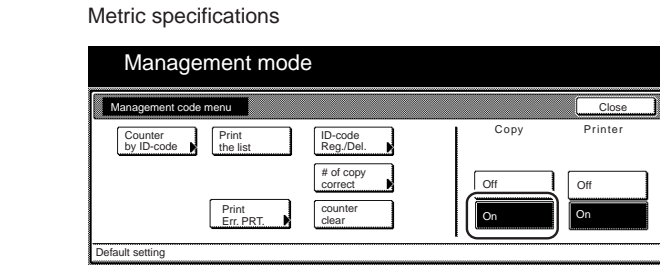 Metric specifications
Management mode
Management code menu
Close
Counter
by ID-code
Print
the list
ID-code
Reg./Del.
Copy
Printer
# of copy
correct
Off
Off
Print
Err. PRT.
counter
clear
On
On
Default setting